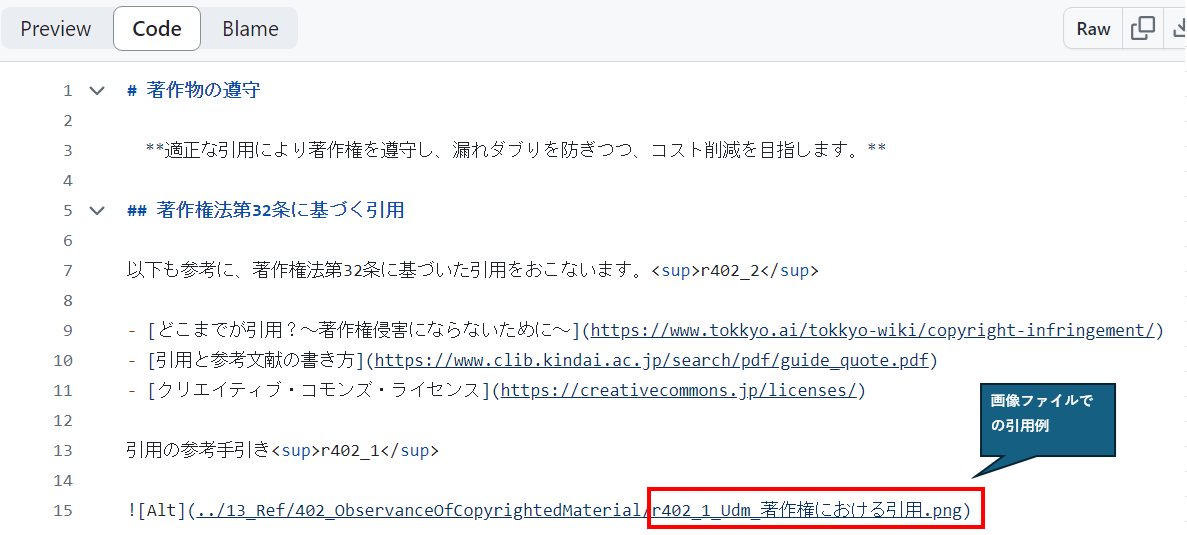 Preview Code Blame Raw
1 # 著作物の遵守
2
3 **適正な引用により著作権を遵守し、漏れダブりを防ぎつつ、コスト削減を目指します。**
4
5 ## 著作権法第32条に基づく引用
6
7 以下も参考に、著作権法第32条に基づいた引用をおこないます。<sup>r402_2</sup>
8
9 - [どこまでが引用？～著作権侵害にならないために～](https://www.tokkyo.ai/tokkyo-wiki/copyright-infringement/)
10 - [引用と参考文献の書き方](https://www.clib.kindai.ac.jp/search/pdf/guide_quote.pdf)
11 - [クリエイティブ・コモンズ・ライセンス](https://creativecommons.jp/licenses/)
画像ファイルで
の引用例
12
13 引用の参考手引き<sup>r402_1</sup>
14
15 ![Alt](../13_Ref/402_ObservanceOfCopyrightedMaterial/r402_1_Udm_著作権における引用.png)